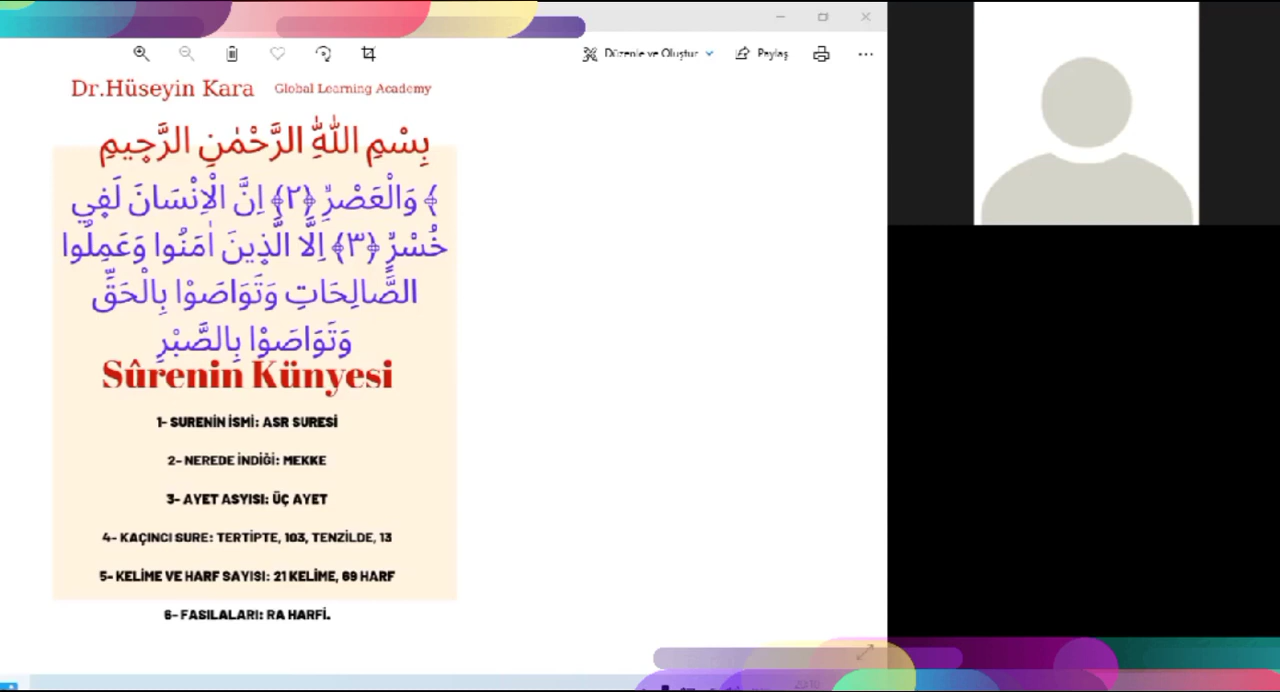 Düzenle ve Oluştur
Paylaş
Dr.Hüseyin Kara Global Learning Academy
بِسْمِ اللّٰهِ الرَّحْمٰنِ الرَّحِيمِ
﴾ وَالْعَصْرِۙ ﴿٢﴾ اِنَّ الْاِنْسَانَ لَفٖي
خُسْرٍۙ ﴿٣﴾ اِلَّا الَّذٖينَ اٰمَنُوا وَعَمِلُوا
الصَّالِحَاتِ وَتَوَاصَوْا بِالْحَقِّ
وَتَوَاصَوْا بِالصَّبْرِ
Sûrenin Künyesi
1- SURENİN İSMİ: ASR SURESİ
2- NEREDE İNDİĞİ: MEKKE
3- AYET ASYISI: ÜÇ AYET
4- KAÇINCI SURE: TERTİPTE, 103, TENZİLDE, 13
5- KELİME VE HARF SAYISI: 21 KELİME, 69 HARF
6- FASILALARI: RA HARFİ.